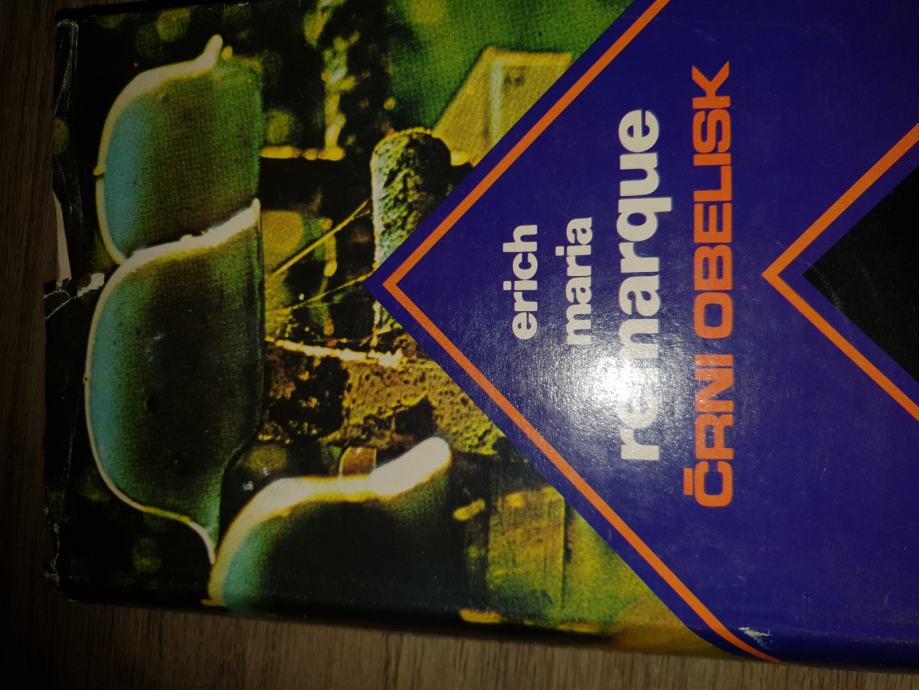 erich
maria
remarque
ČRNI OBELISK